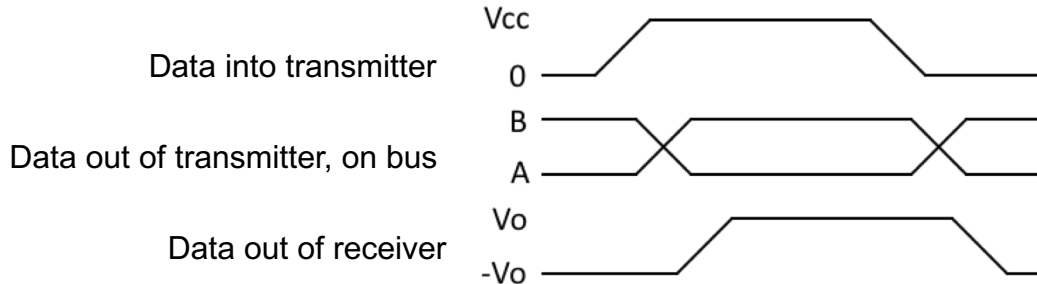 Vcc
Data into transmitter
0
B
Data out of transmitter, on bus
A
Vo
Data out of receiver
-Vo